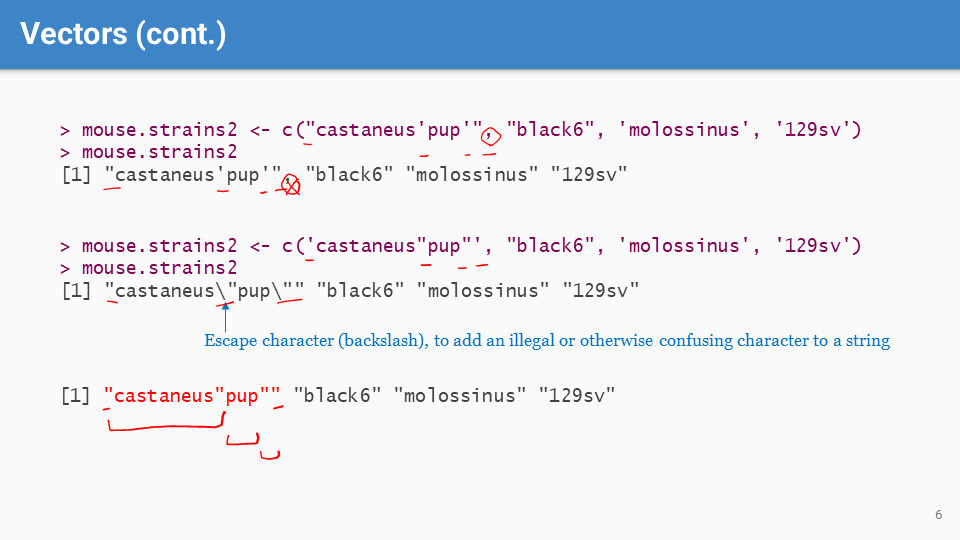 Vectors (cont.)
> mouse.strains2 <- c("castaneus'pup'", "black6", 'molossinus', '129sv')
> mouse.strains2
[1] "castaneus'pup'", "black6" "molossinus" "129sv"
> mouse.strains2 <- c('castaneus"pup"', "black6", 'molossinus', '129sv')
> mouse.strains2
[1] "castaneus\"pup\"" "black6" "molossinus" "129sv"
Escape character (backslash), to add an illegal or otherwise confusing character to a string
[1] "castaneus"pup"" "black6" "molossinus" "129sv"
6